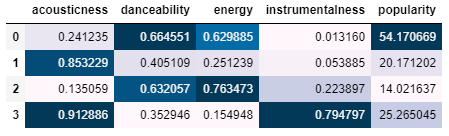 acousticness danceability energy instrumentalness popularity
0 0.241235 0.664551 0.629885 0.013160 54.170669
1 0.853229 0.405109 0.251239 0.053885 20.171202
2 0.135059 0.632057 0.763473 0.223897 14.021637
3 0.912886 0.352946 0.154948 0.794797 25.265045